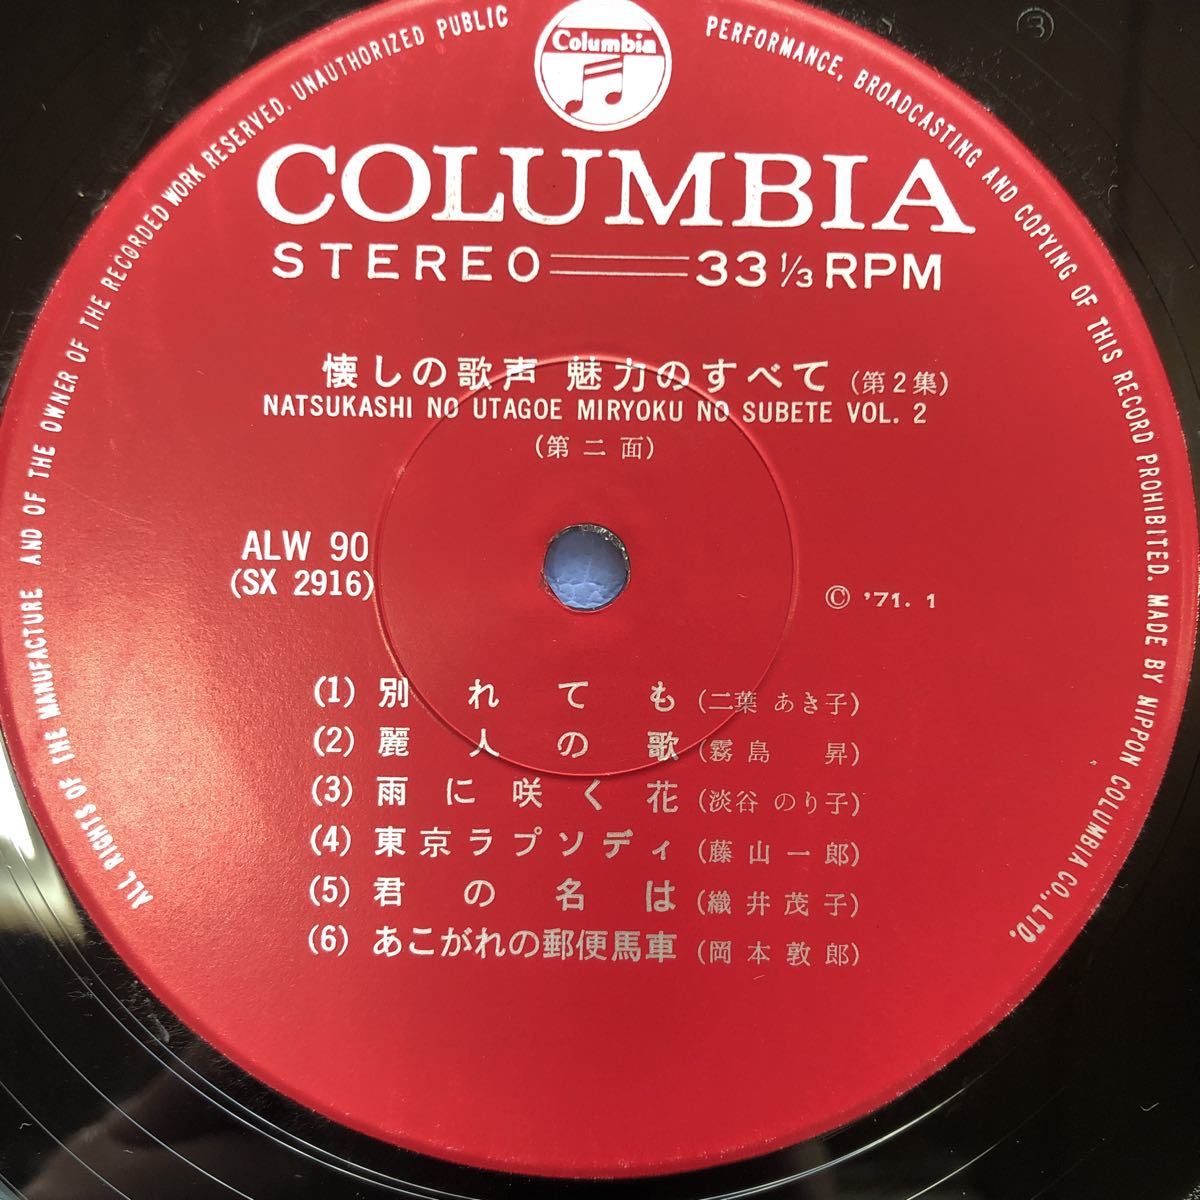 ALL RIGHTS OF THE MANUFACTURE AND OF THE OWNER OF THE RECORDED WORK RESERVED. UNAUTHORIZED PUBLIC PERFORMANCE, BROADCASTING AND COPYING OF THIS RECORD PROHIBITED. MADE BY NIPPON COLUMBIA CO., LTD.
Columbia
COLUMBIA
STEREO 33 1/3 RPM
懐しの歌声 魅力のすべて (第2集)
NATSUKASHI NO UTAGOE MIRYOKU NO SUBETE VOL. 2
(第二面)
ALW 90
(SX 2916)
© '71. 1
(1) 別れても (二葉 あき子)
(2) 麗人の歌 (霧島 昇)
(3) 雨に咲く花 (淡谷 のり子)
(4) 東京ラプソディ (藤山一郎)
(5) 君の名は (織井茂子)
(6) あこがれの郵便馬車 (岡本敦郎)
3